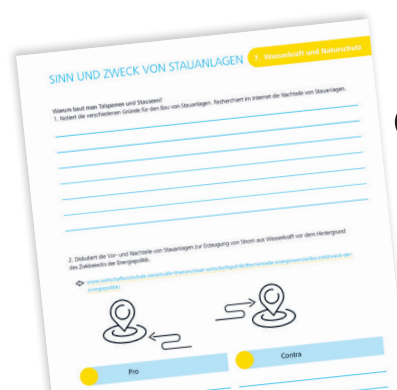 SINN UND ZWECK VON STAUANLAGEN
7. Wasserkraft und Naturschutz
Warum baut man Talsperren und Stauseen?
1. Notiert die verschiedenen Gründe für den Bau von Stauanlagen. Recherchiert im Internet die Nachteile von Stauanlagen.
2. Diskutiert die Vor- und Nachteile von Stauanlagen zur Erzeugung von Strom aus Wasserkraft vor dem Hintergrund
des Zieldreiecks der Energiepolitik.
Pro
Contra